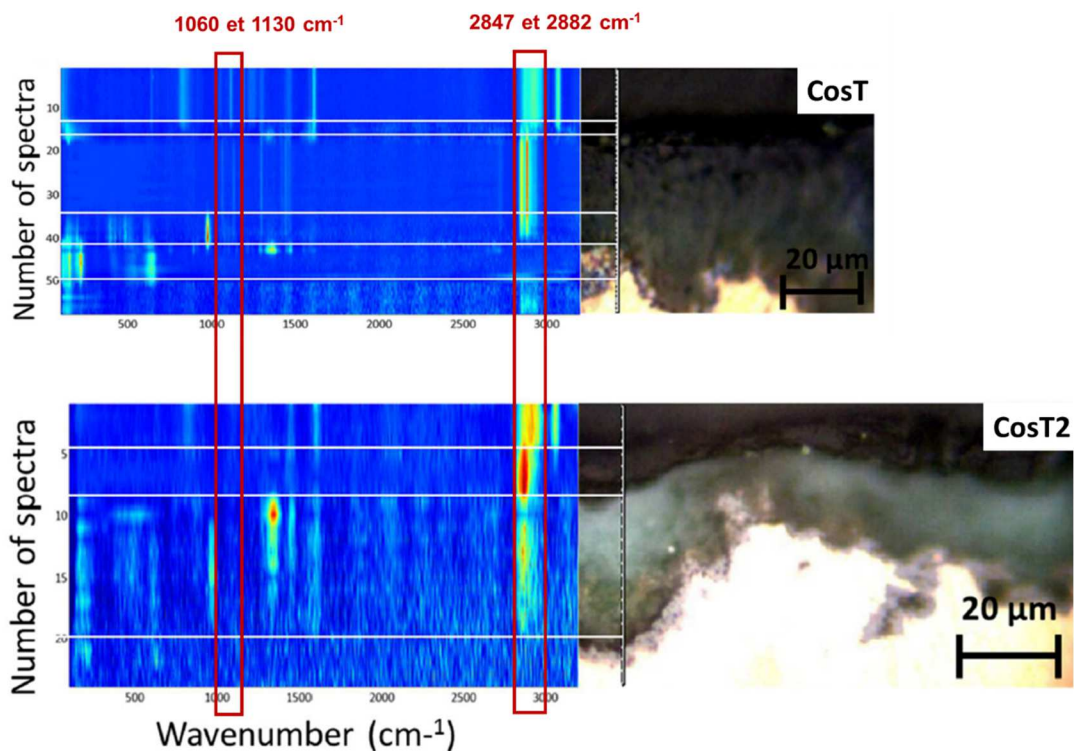 1060 et 1130 cm⁻¹
2847 et 2882 cm⁻¹
CosT
Number of spectra
10
20
30
40
50
20 µm
500
1000
1500
2000
2500
3000
CosT2
Number of spectra
5
10
15
20
20 µm
500
1000
1500
2000
2500
3000
Wavenumber (cm⁻¹)